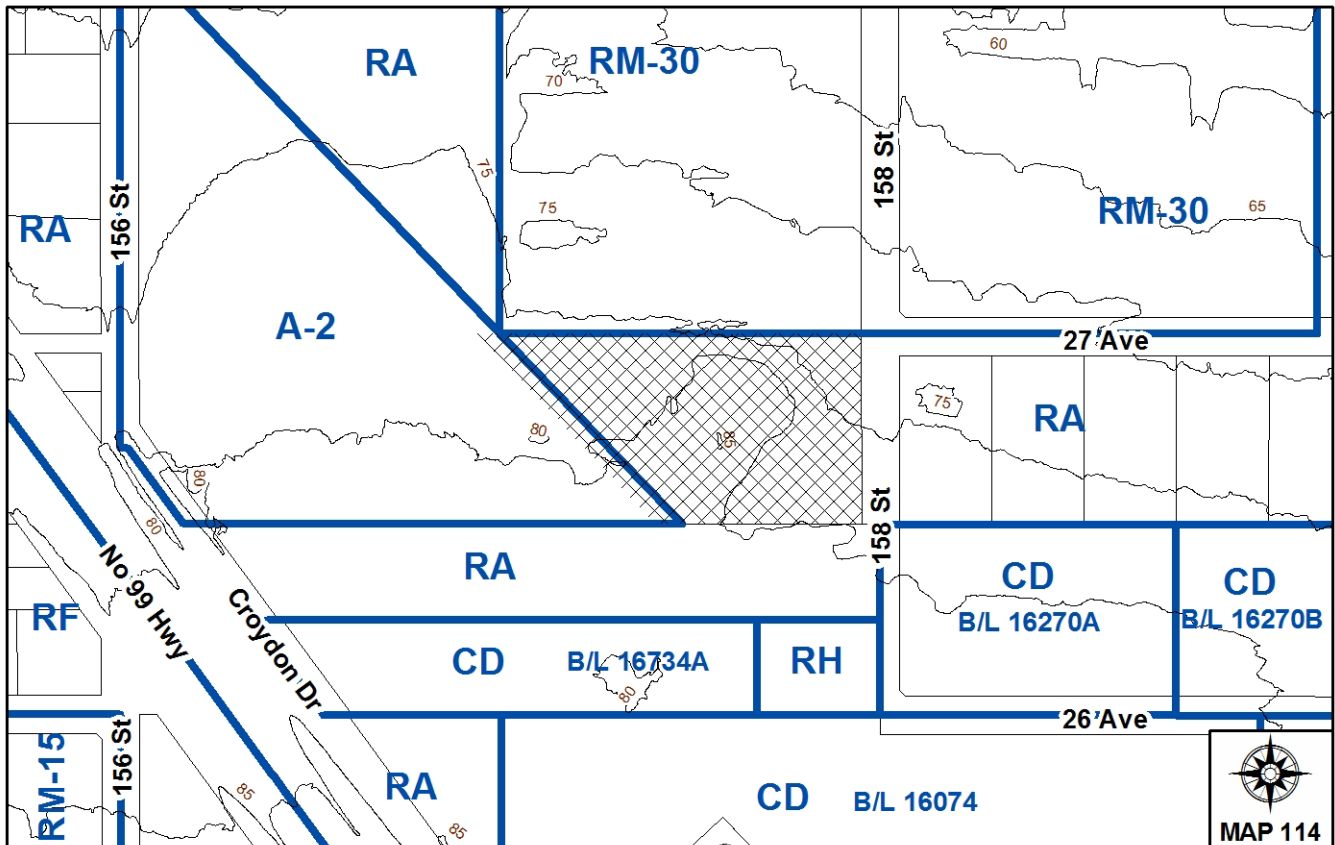 RA
RM-30
60
70
75
158 St
156 St
RA
75
RM-30
65
A-2
27 Ave
75
RA
80
85
80
80
158 St
No 99 Hwy
RA
CD
B/L 16270A
CD
B/L 16270B
RF
Croydon Dr
CD
B/L 16734A
RH
80
26 Ave
156 St
RM-15
85
RA
CD
B/L 16074
85
MAP 114